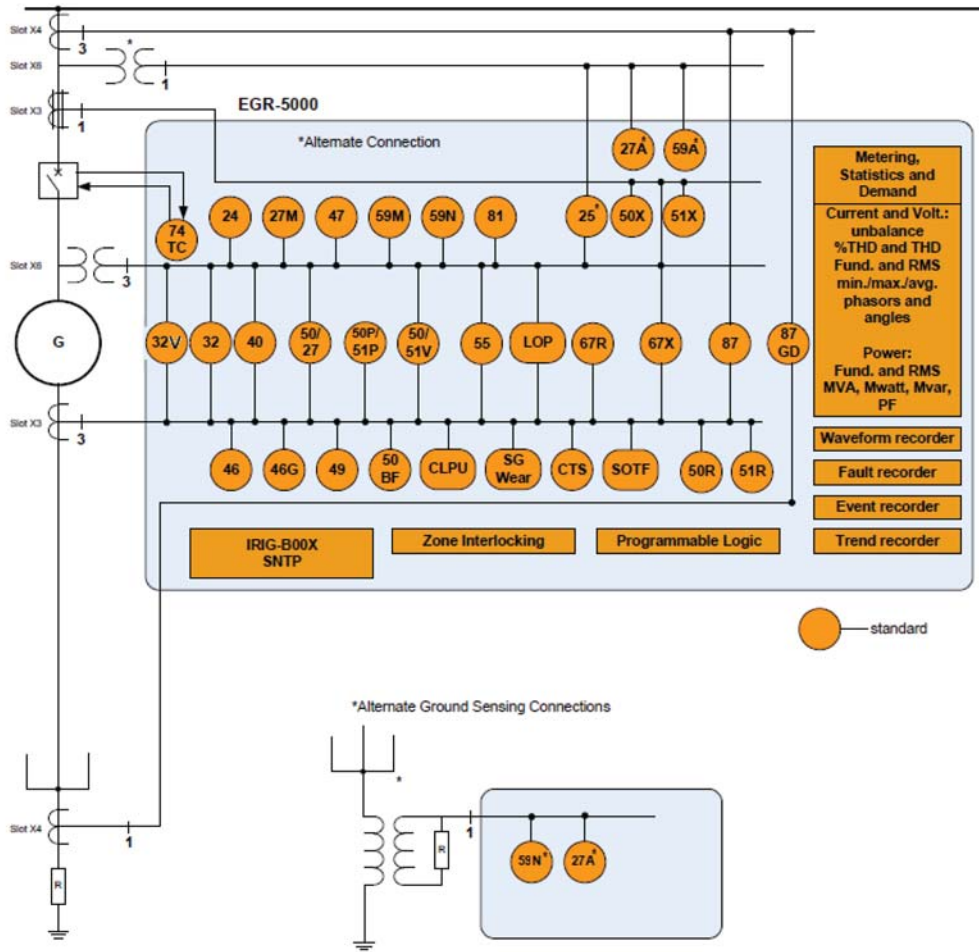 Slot X4
3
*
Slot X6
1
EGR-5000
Slot X3
1
*Alternate Connection
27A*
59A*
Metering,
Statistics and
Demand
Current and Volt.:
unbalance
%THD and THD
Fund. and RMS
min./max./avg.
phasors and
angles
Power:
Fund. and RMS
MVA, Mwatt, Mvar,
PF
74
TC
24
27M
47
59M
59N
81
25*
50X
51X
Slot X6
3
G
32V
32
40
50/
27
50P/
51P
50/
51V
55
LOP
67R
67X
87
87
GD
Slot X3
3
46
46G
49
50
BF
CLPU
SG
Wear
CTS
SOTF
50R
51R
Waveform recorder
Fault recorder
Event recorder
Trend recorder
IRIG-B00X
SNTP
Zone Interlocking
Programmable Logic
standard
*Alternate Ground Sensing Connections
*
Slot X4
1
R
R
1
59N*
27A*